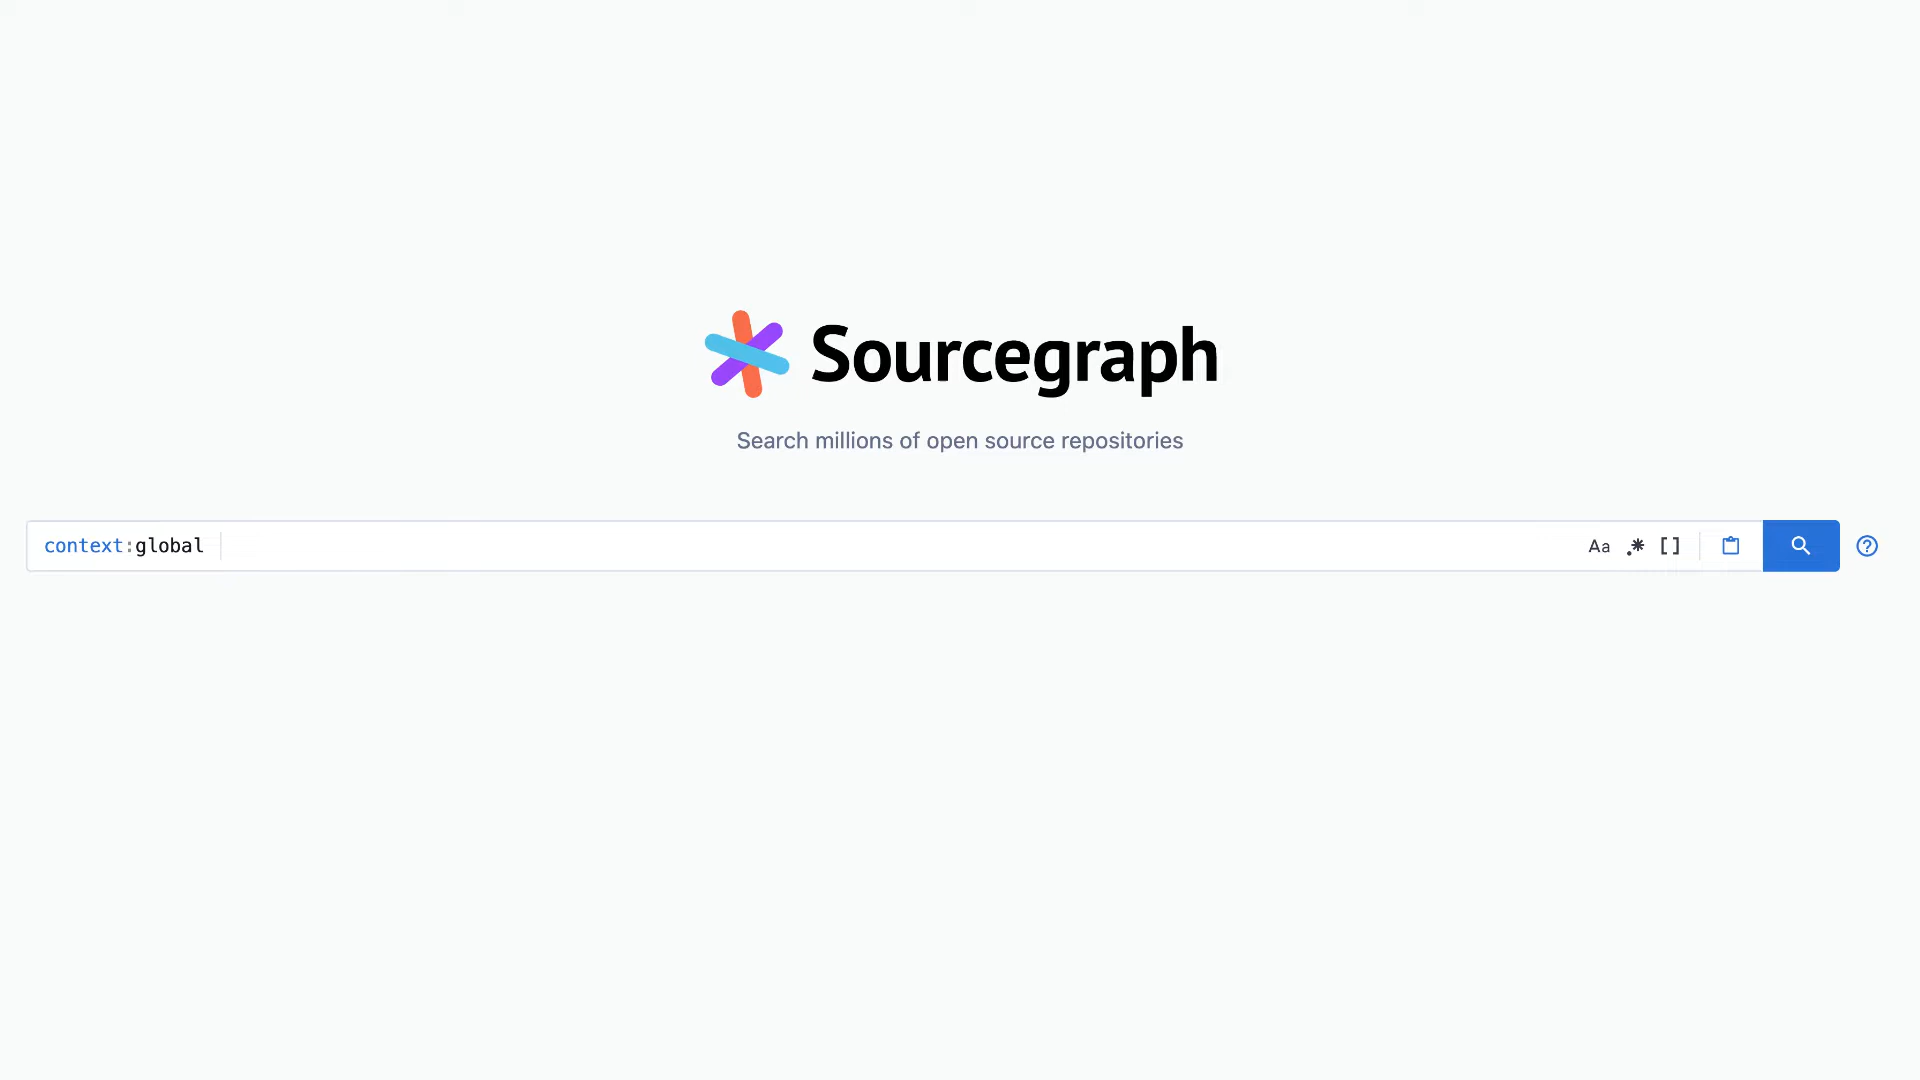 Sourcegraph
Search millions of open source repositories
context:global Aa .* []